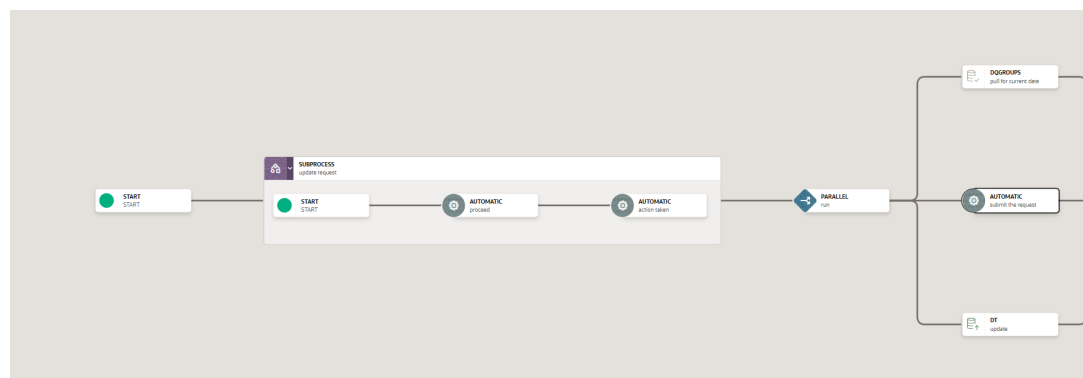 START
START
SUBPROCESS
update request
START
START
AUTOMATIC
proceed
AUTOMATIC
action taken
PARALLEL
run
DQGROUPS
pull for current date
AUTOMATIC
submit the request
DT
update